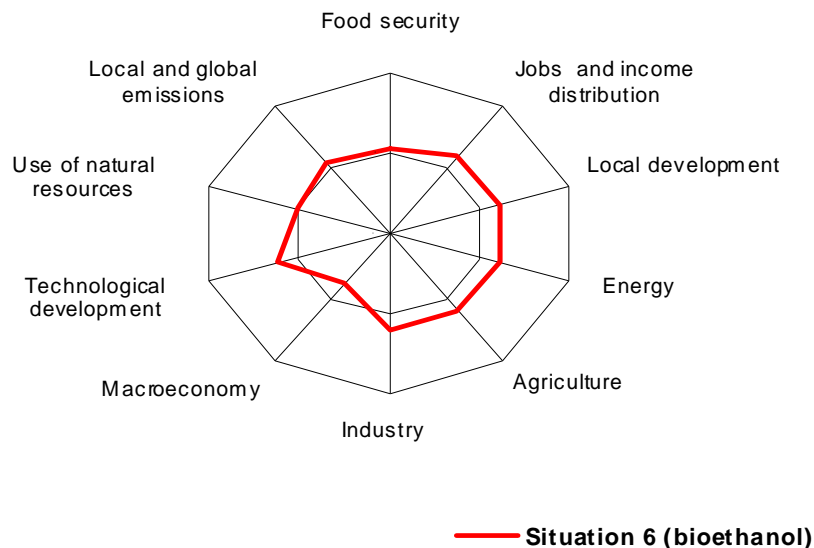 Food security
Local and global
emissions
Jobs and income
distribution
Use of natural
resources
Local development
Technological
development
Energy
Macroeconomy
Agriculture
Industry
Situation 6 (bioethanol)